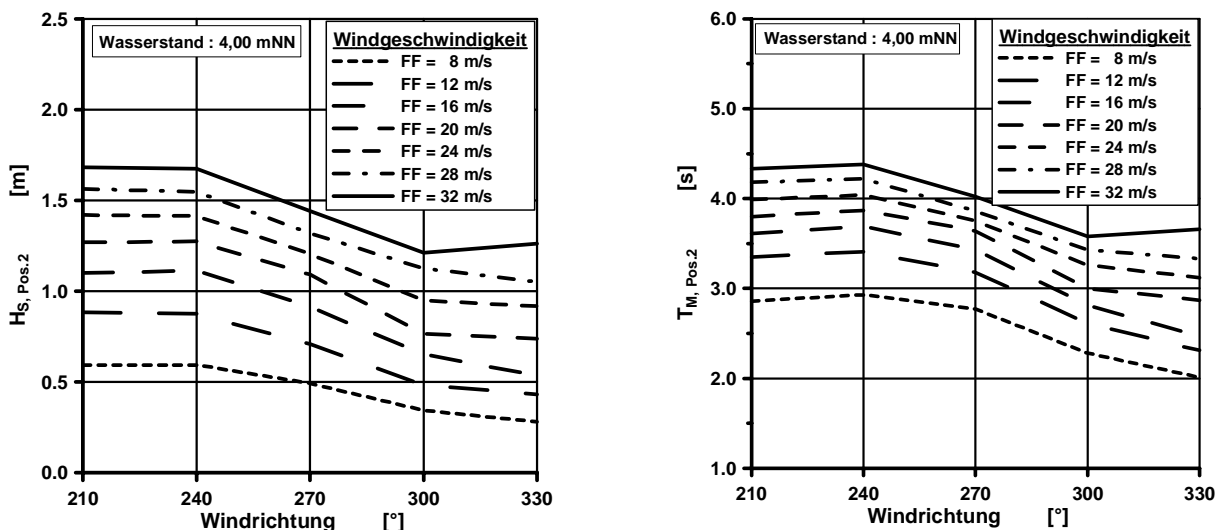 2.5
2.0
1.5
1.0
0.5
0.0
H_S, Pos.2 [m]
Wasserstand : 4,00 mNN
Windgeschwindigkeit
FF = 8 m/s
FF = 12 m/s
FF = 16 m/s
FF = 20 m/s
FF = 24 m/s
FF = 28 m/s
FF = 32 m/s
210 240 270 300 330
Windrichtung [°]
6.0
5.0
4.0
3.0
2.0
1.0
T_M, Pos.2 [s]
Wasserstand : 4,00 mNN
Windgeschwindigkeit
FF = 8 m/s
FF = 12 m/s
FF = 16 m/s
FF = 20 m/s
FF = 24 m/s
FF = 28 m/s
FF = 32 m/s
210 240 270 300 330
Windrichtung [°]